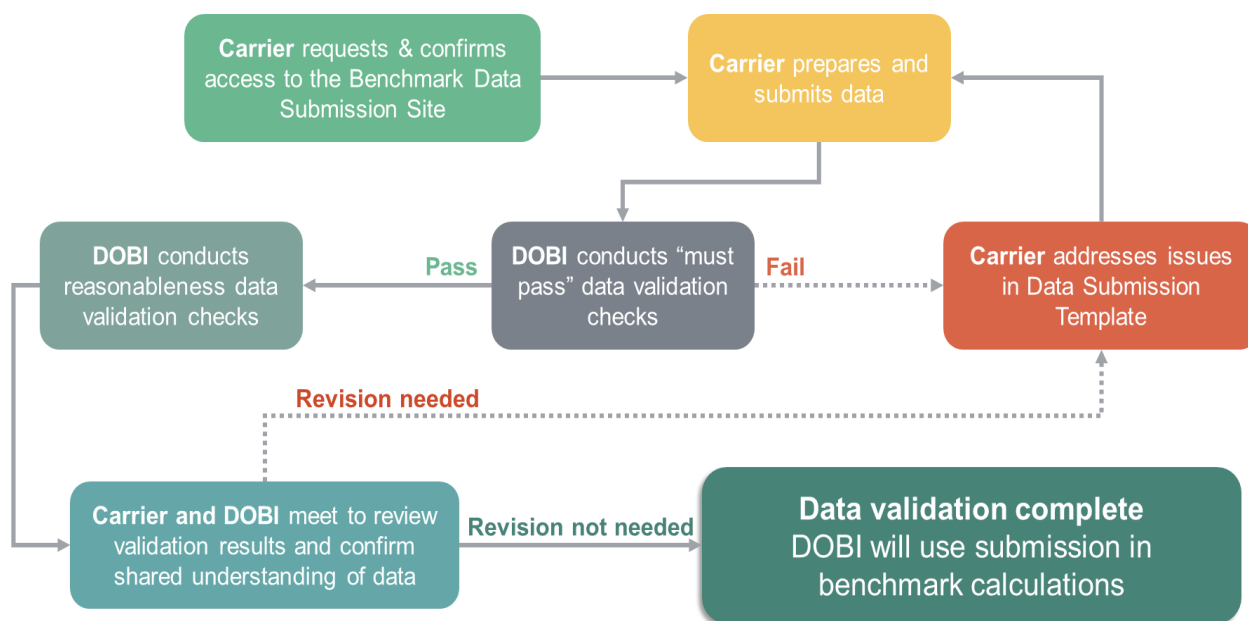 Carrier requests & confirms
access to the Benchmark Data
Submission Site
Carrier prepares and
submits data
DOBI conducts
reasonableness data
validation checks
Pass
DOBI conducts “must
pass” data validation
checks
Fail
Carrier addresses issues
in Data Submission
Template
Revision needed
Carrier and DOBI meet to review
validation results and confirm
shared understanding of data
Revision not needed
Data validation complete
DOBI will use submission in
benchmark calculations